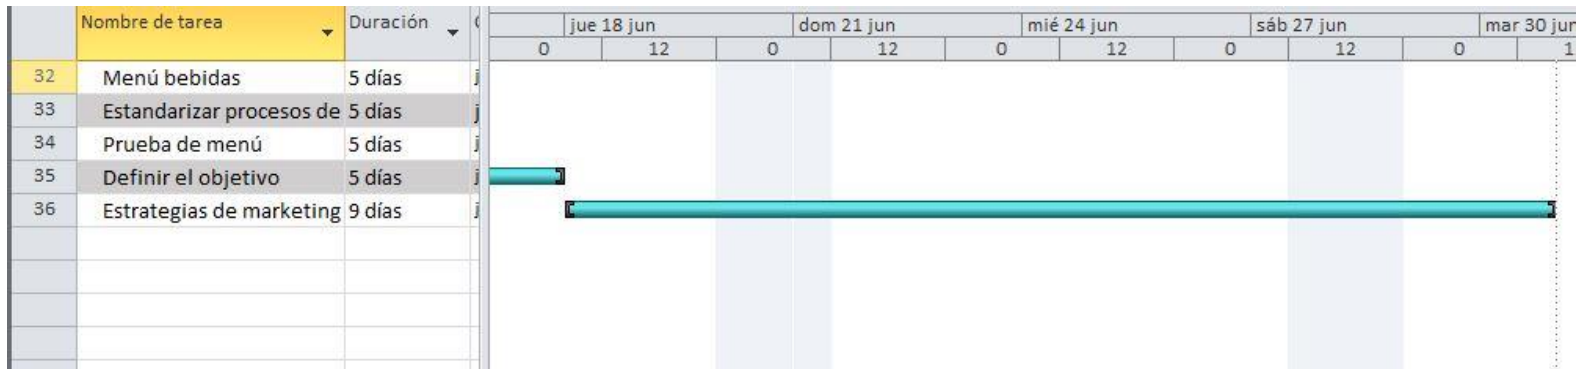 Nombre de tarea Duración
jue 18 jun dom 21 jun mié 24 jun sáb 27 jun mar 30 jun
0 12 0 12 0 12 0 12 0 1
32 Menú bebidas 5 días j
33 Estandarizar procesos de 5 días j
34 Prueba de menú 5 días j
35 Definir el objetivo 5 días j
36 Estrategias de marketing 9 días j